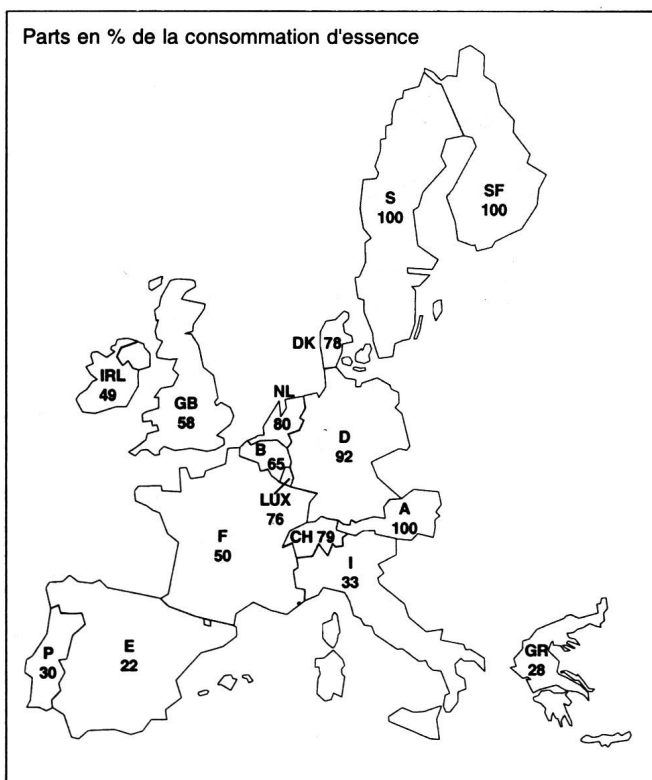 Parts en % de la consommation d'essence
S
100
SF
100
DK 78
IRL
49
GB
58
NL
80
D
92
B
65
LUX
76
A
100
F
50
CH 79
I
33
P
30
E
22
GR
28